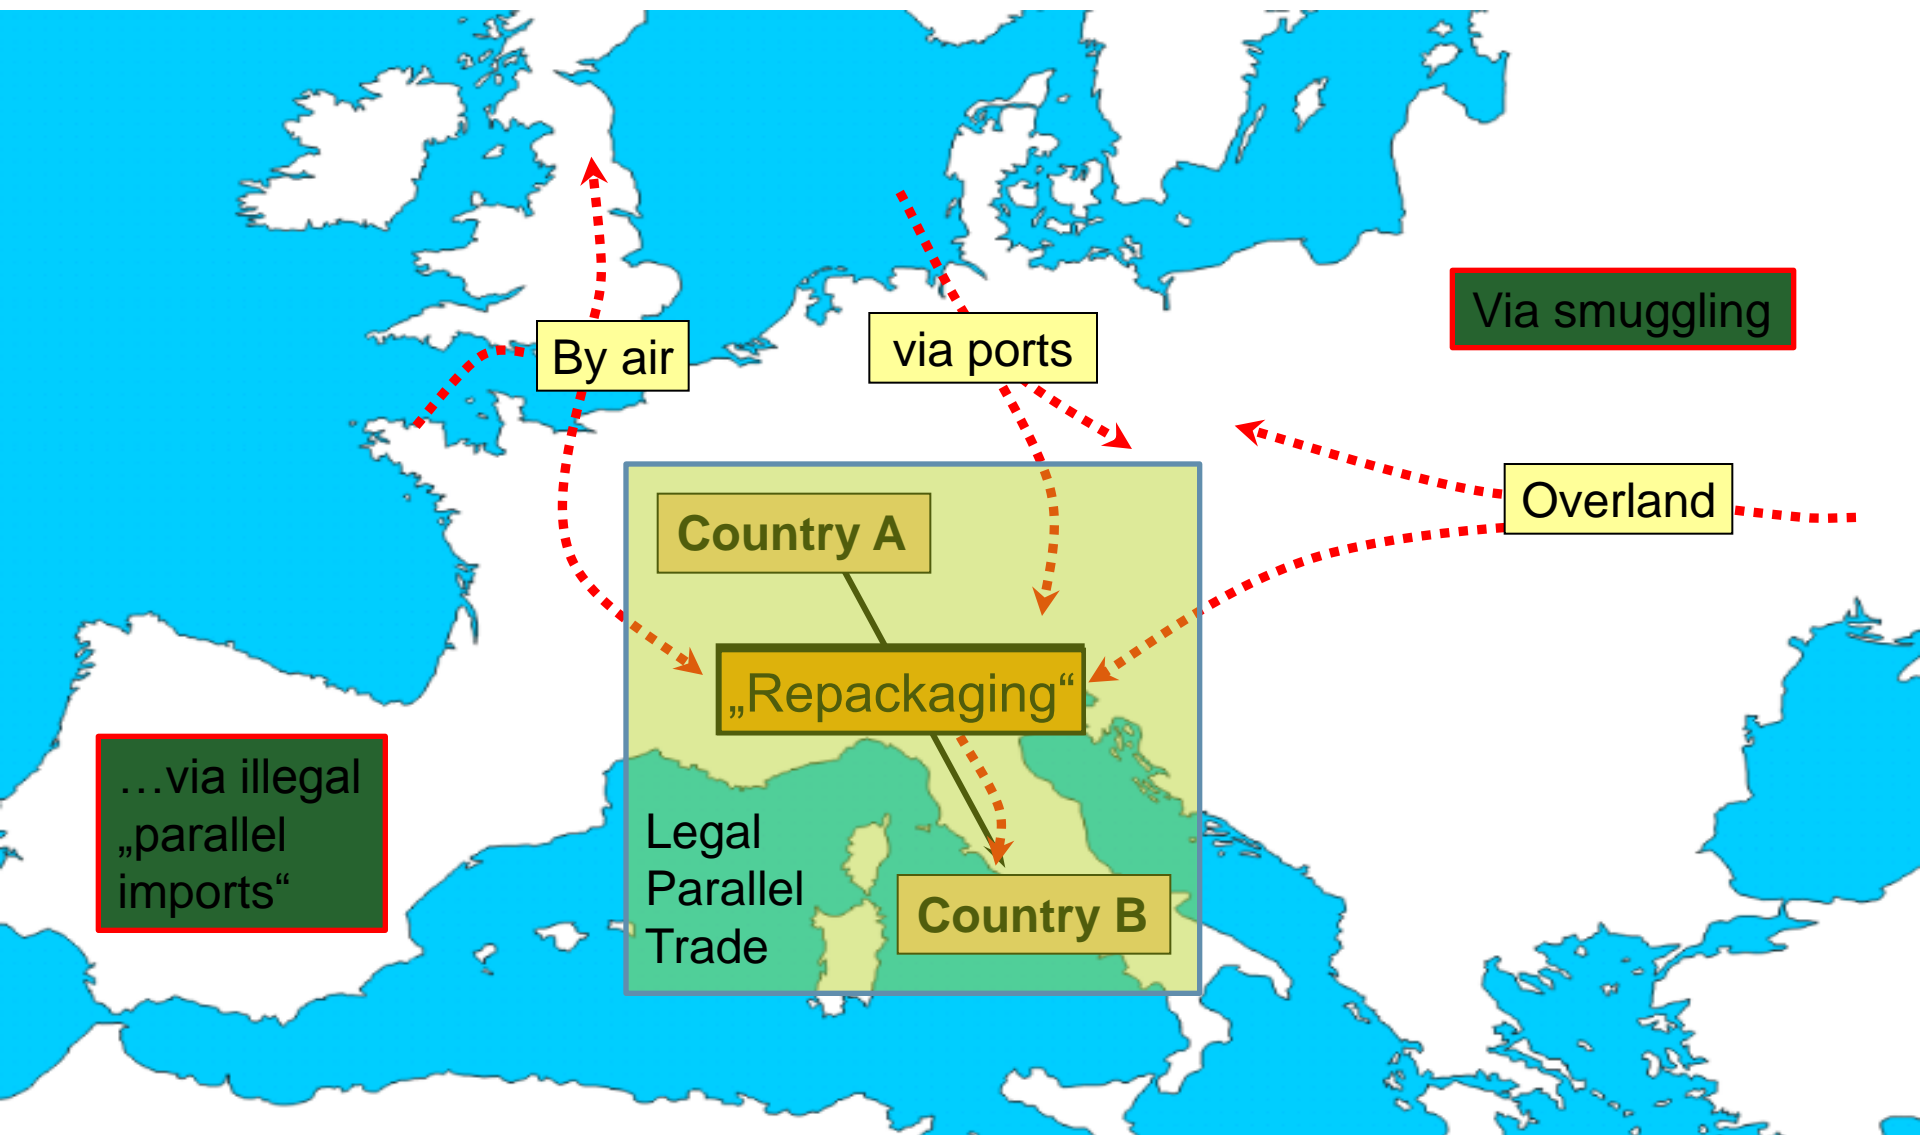 Via smuggling
By air
via ports
Overland
Country A
„Repackaging“
…via illegal
„parallel
imports“
Legal
Parallel
Trade
Country B